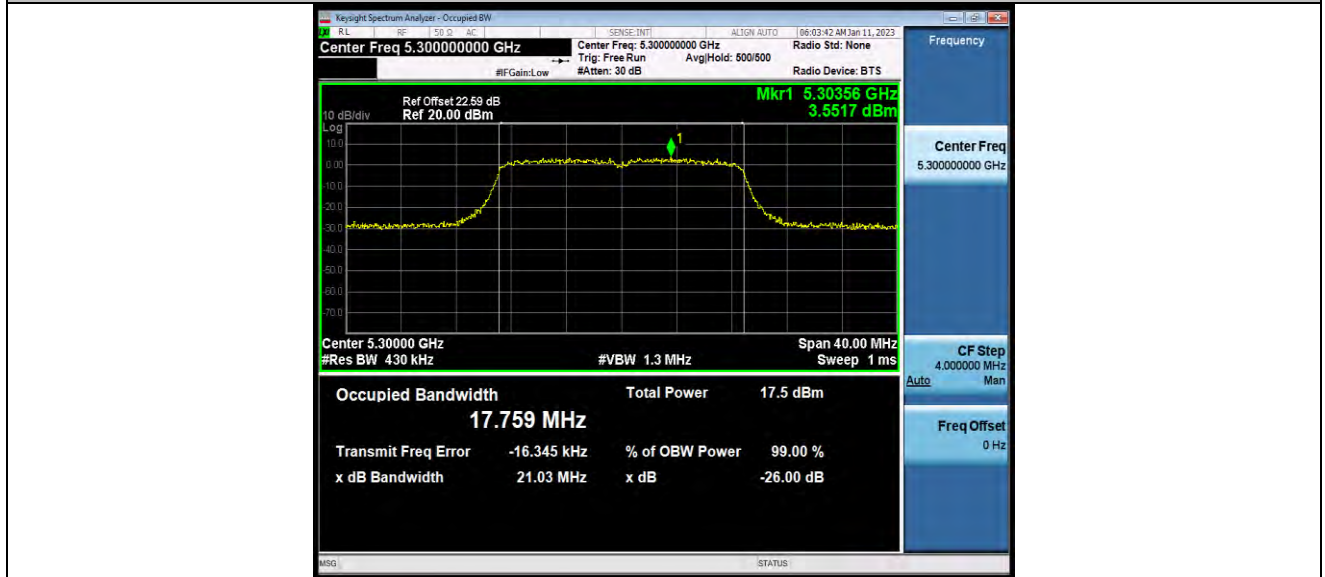 Keysight Spectrum Analyzer - Occupied BW
RL RF 50 Ω AC SENSE:INT ALIGN AUTO 06:03:42 AM Jan 11, 2023
Center Freq 5.300000000 GHz
Center Freq: 5.300000000 GHz Radio Std: None
Trig: Free Run Avg|Hold: 500/500
#IFGain:Low #Atten: 30 dB Radio Device: BTS
Frequency
Mkr1 5.30356 GHz
3.5517 dBm
Ref Offset 22.59 dB
10 dB/div Ref 20.00 dBm
Log
10.0
0.00
-10.0
-20.0
-30.0
-40.0
-50.0
-60.0
-70.0
1
Center 5.30000 GHz Span 40.00 MHz
#Res BW 430 kHz #VBW 1.3 MHz Sweep 1 ms
Center Freq
5.300000000 GHz
CF Step
4.000000 MHz
Auto Man
Freq Offset
0 Hz
Occupied Bandwidth Total Power 17.5 dBm
17.759 MHz
Transmit Freq Error -16.345 kHz % of OBW Power 99.00 %
x dB Bandwidth 21.03 MHz x dB -26.00 dB
MSG STATUS